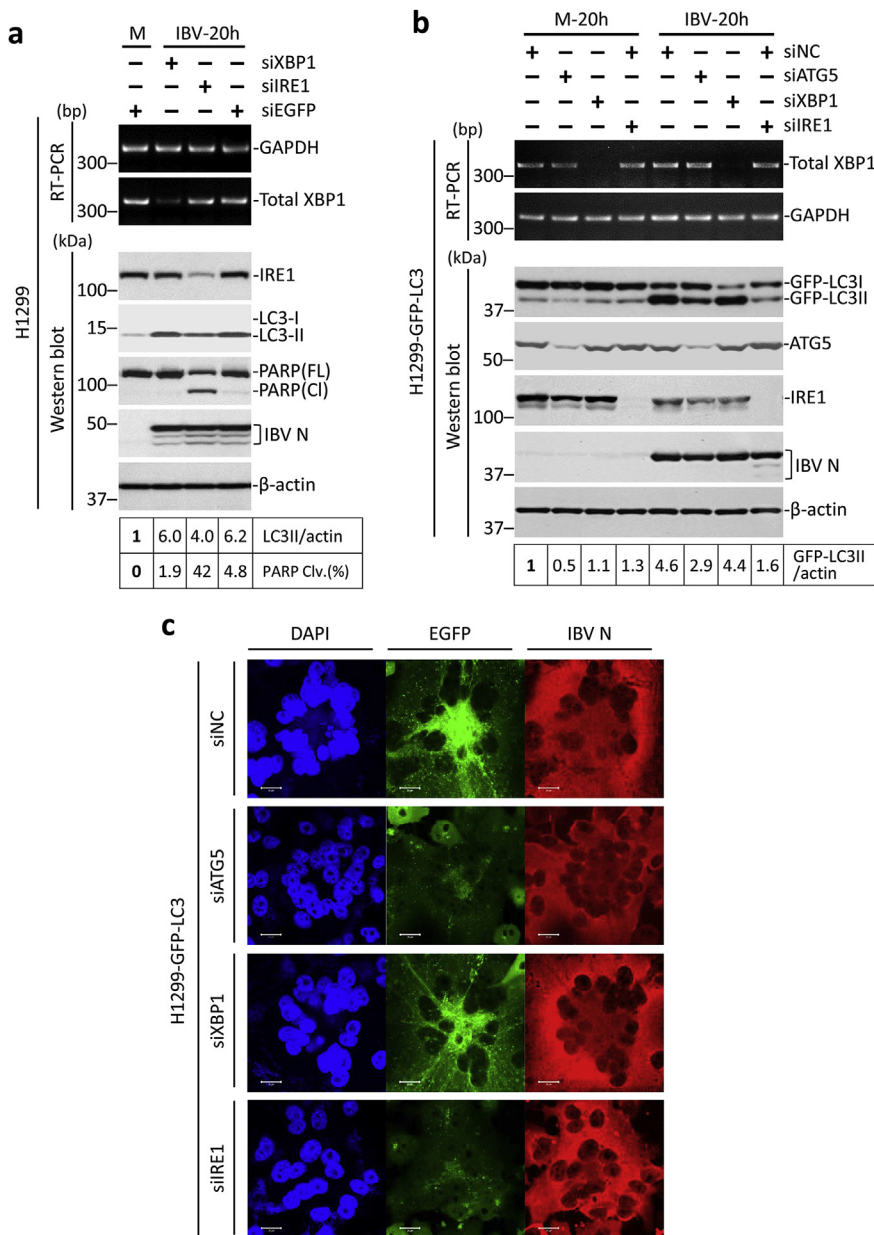 a
M IBV-20h
– + – – siXBP1
– – + – siIRE1
+ – – + siEGFP
(bp)
H1299
RT-PCR
300– -GAPDH
300– -Total XBP1
(kDa)
Western blot
100– -IRE1
-LC3-I
15– -LC3-II
-PARP(FL)
100– -PARP(Cl)
50– IBV N
37– -β-actin
1 6.0 4.0 6.2 LC3II/actin
0 1.9 42 4.8 PARP Clv.(%)
b
M-20h IBV-20h
+ – – + + – – + siNC
– + – – – + – – siATG5
– – + – – – + – siXBP1
– – – + – – – + siIRE1
(bp)
H1299-GFP-LC3
RT-PCR
300– -Total XBP1
300– -GAPDH
(kDa)
Western blot
-GFP-LC3I
37– -GFP-LC3II
50– -ATG5
100– -IRE1
37– IBV N
37– -β-actin
1 0.5 1.1 1.3 4.6 2.9 4.4 1.6 GFP-LC3II
/actin
c
DAPI EGFP IBV N
H1299-GFP-LC3
siNC
siATG5
siXBP1
siIRE1